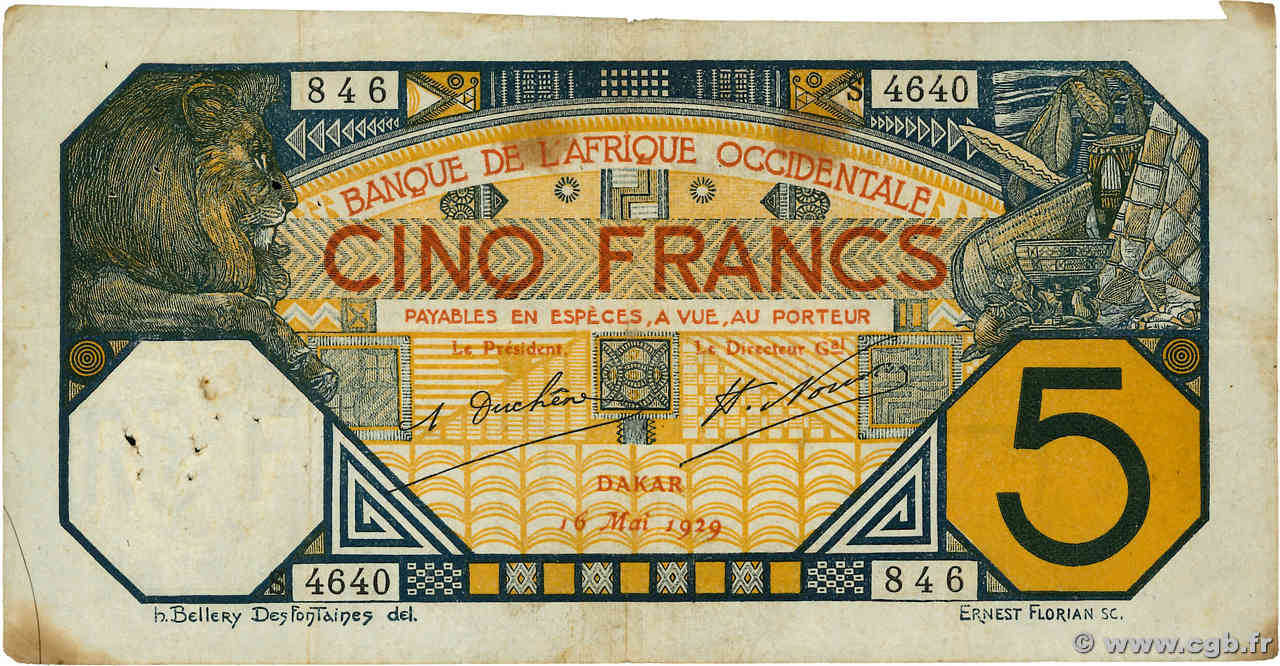 846
S 4640
BANQUE DE L'AFRIQUE OCCIDENTALE
CINQ FRANCS
PAYABLES EN ESPÈCES, A VUE, AU PORTEUR
Le Président,
Le Directeur Gal
Duchêne
H.
5
DAKAR
16 Mai 1929
S 4640
846
h. Bellery Desfontaines del.
ERNEST FLORIAN SC.
© www.cgb.fr